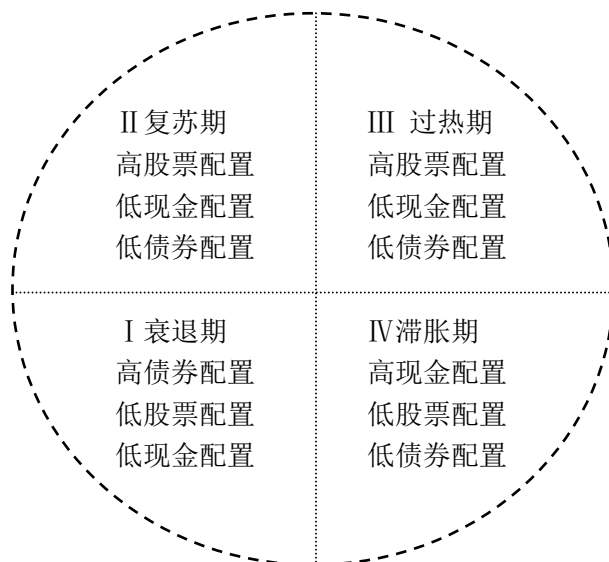 Ⅱ复苏期
高股票配置
低现金配置
低债券配置
Ⅲ 过热期
高股票配置
低现金配置
低债券配置
Ⅰ衰退期
高债券配置
低股票配置
低现金配置
Ⅳ滞胀期
高现金配置
低股票配置
低债券配置